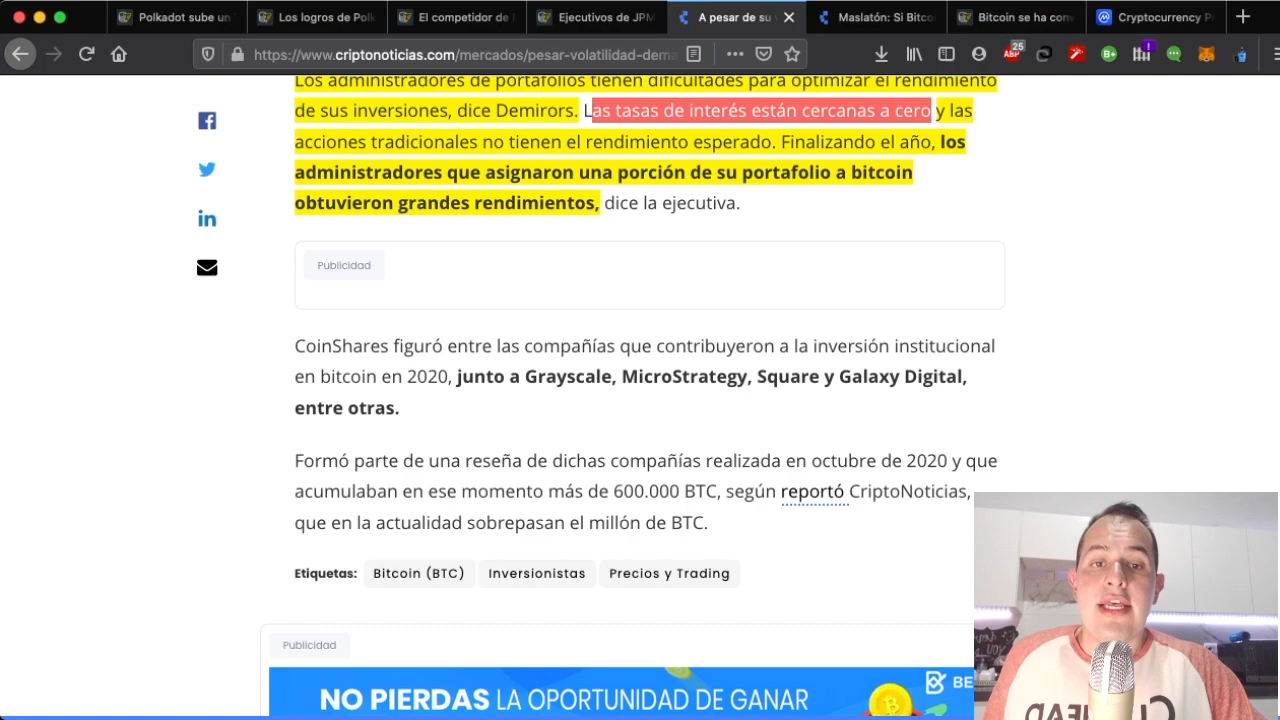 Polkadot sube un
Los logros de Polk
El competidor de
Ejecutivos de JPM
A pesar de su
Maslatón: Si Bitco
Bitcoin se ha con
Cryptocurrency P
https://www.criptonoticias.com/mercados/pesar-volatilidad-dema
25
ABP
B+
!
Los administradores de portafolios tienen dificultades para optimizar el rendimiento
de sus inversiones, dice Demirors. Las tasas de interés están cercanas a cero y las
acciones tradicionales no tienen el rendimiento esperado. Finalizando el año, los
administradores que asignaron una porción de su portafolio a bitcoin
obtuvieron grandes rendimientos, dice la ejecutiva.
Publicidad
CoinShares figuró entre las compañías que contribuyeron a la inversión institucional
en bitcoin en 2020, junto a Grayscale, MicroStrategy, Square y Galaxy Digital,
entre otras.
Formó parte de una reseña de dichas compañías realizada en octubre de 2020 y que
acumulaban en ese momento más de 600.000 BTC, según reportó CriptoNoticias,
que en la actualidad sobrepasan el millón de BTC.
Etiquetas: Bitcoin (BTC) Inversionistas Precios y Trading
Publicidad
NO PIERDAS LA OPORTUNIDAD DE GANAR
BE